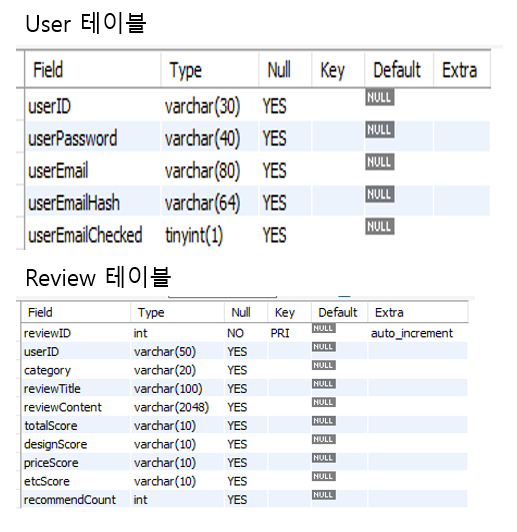 User 테이블
Field Type Null Key Default Extra
userID varchar(30) YES NULL
userPassword varchar(40) YES NULL
userEmail varchar(80) YES NULL
userEmailHash varchar(64) YES NULL
userEmailChecked tinyint(1) YES NULL
Review 테이블
Field Type Null Key Default Extra
reviewID int NO PRI NULL auto_increment
userID varchar(50) YES NULL
category varchar(20) YES NULL
reviewTitle varchar(100) YES NULL
reviewContent varchar(2048) YES NULL
totalScore varchar(10) YES NULL
designScore varchar(10) YES NULL
priceScore varchar(10) YES NULL
etcScore varchar(10) YES NULL
recommendCount int YES NULL